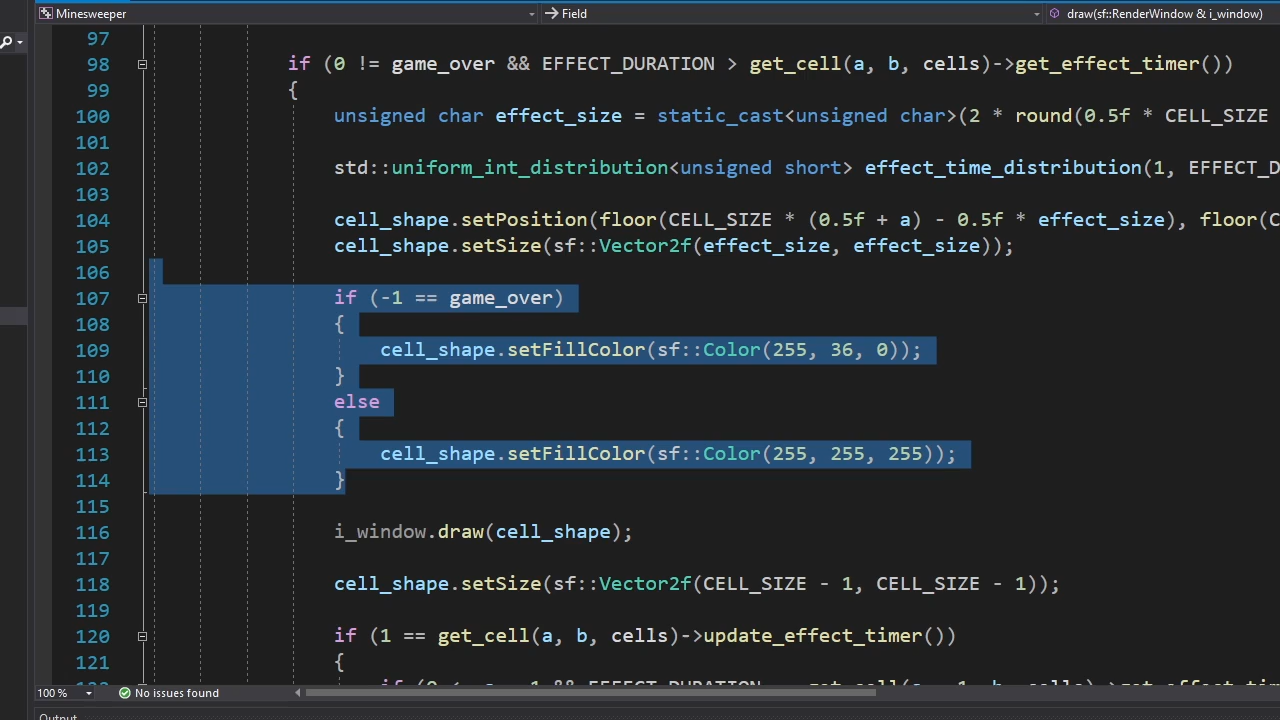 Minesweeper Field draw(sf::RenderWindow & i_window)
97
98 if (0 != game_over && EFFECT_DURATION > get_cell(a, b, cells)->get_effect_timer())
99 {
100 unsigned char effect_size = static_cast<unsigned char>(2 * round(0.5f * CELL_SIZE
101
102 std::uniform_int_distribution<unsigned short> effect_time_distribution(1, EFFECT_D
103
104 cell_shape.setPosition(floor(CELL_SIZE * (0.5f + a) - 0.5f * effect_size), floor(C
105 cell_shape.setSize(sf::Vector2f(effect_size, effect_size));
106
107 if (-1 == game_over)
108 {
109 cell_shape.setFillColor(sf::Color(255, 36, 0));
110 }
111 else
112 {
113 cell_shape.setFillColor(sf::Color(255, 255, 255));
114 }
115
116 i_window.draw(cell_shape);
117
118 cell_shape.setSize(sf::Vector2f(CELL_SIZE - 1, CELL_SIZE - 1));
119
120 if (1 == get_cell(a, b, cells)->update_effect_timer())
121 {
100 % No issues found
Output